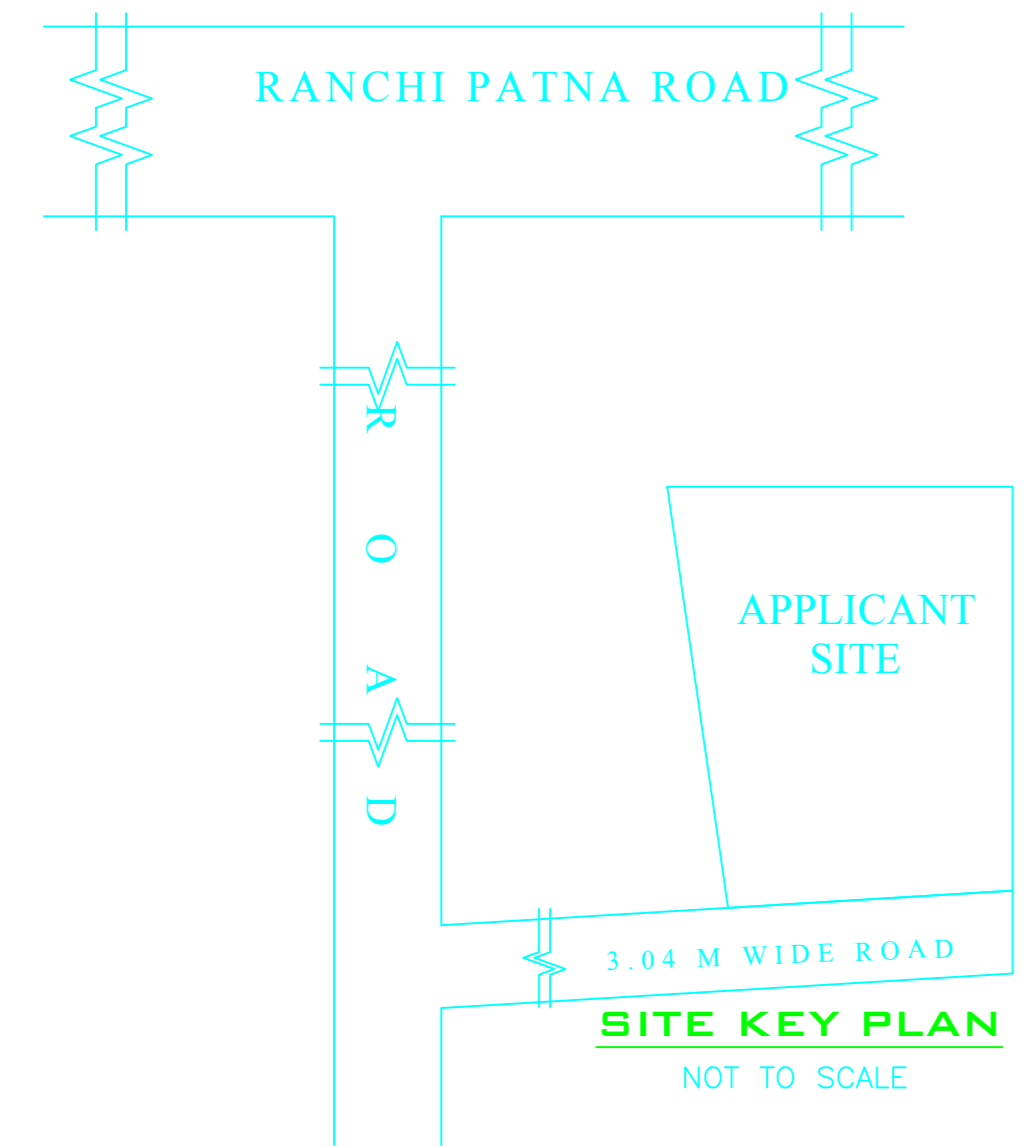 RANCHI PATNA ROAD
ROAD
APPLICANT
SITE
3.04 M WIDE ROAD
SITE KEY PLAN
NOT TO SCALE